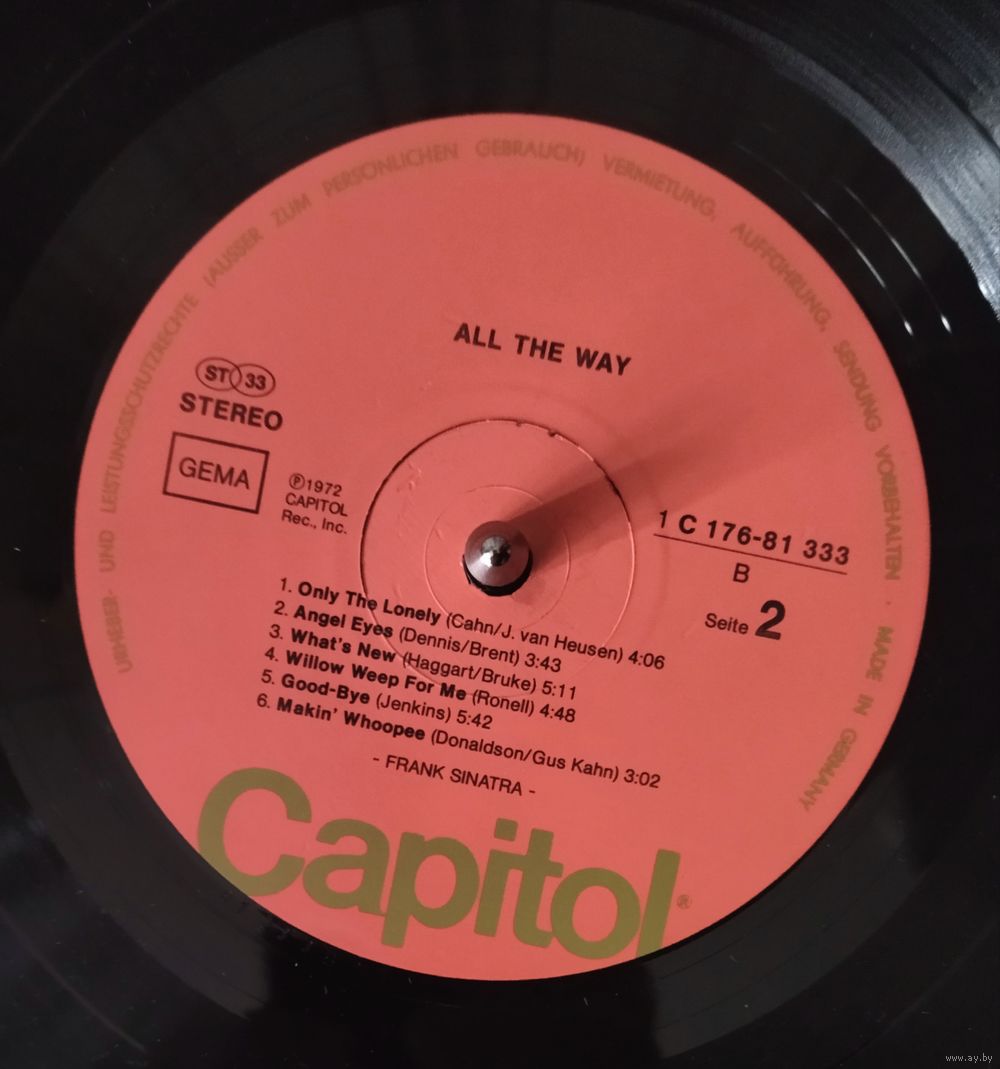 URHEBER- UND LEISTUNGSSCHUTZRECHTE (AUSSER ZUM PERSÖNLICHEN GEBRAUCH) VERMIETUNG, AUFFÜHRUNG, SENDUNG VORBEHALTEN · MADE IN GERMANY
ALL THE WAY
ST 33
STEREO
GEMA
Ⓟ1972
CAPITOL
Rec., Inc.
1 C 176-81 333
B
Seite 2
1. Only The Lonely (Cahn/J. van Heusen) 4:06
2. Angel Eyes (Dennis/Brent) 3:43
3. What's New (Haggart/Bruke) 5:11
4. Willow Weep For Me (Ronell) 4:48
5. Good-Bye (Jenkins) 5:42
6. Makin' Whoopee (Donaldson/Gus Kahn) 3:02
- FRANK SINATRA -
Capitol®
www.ay.by